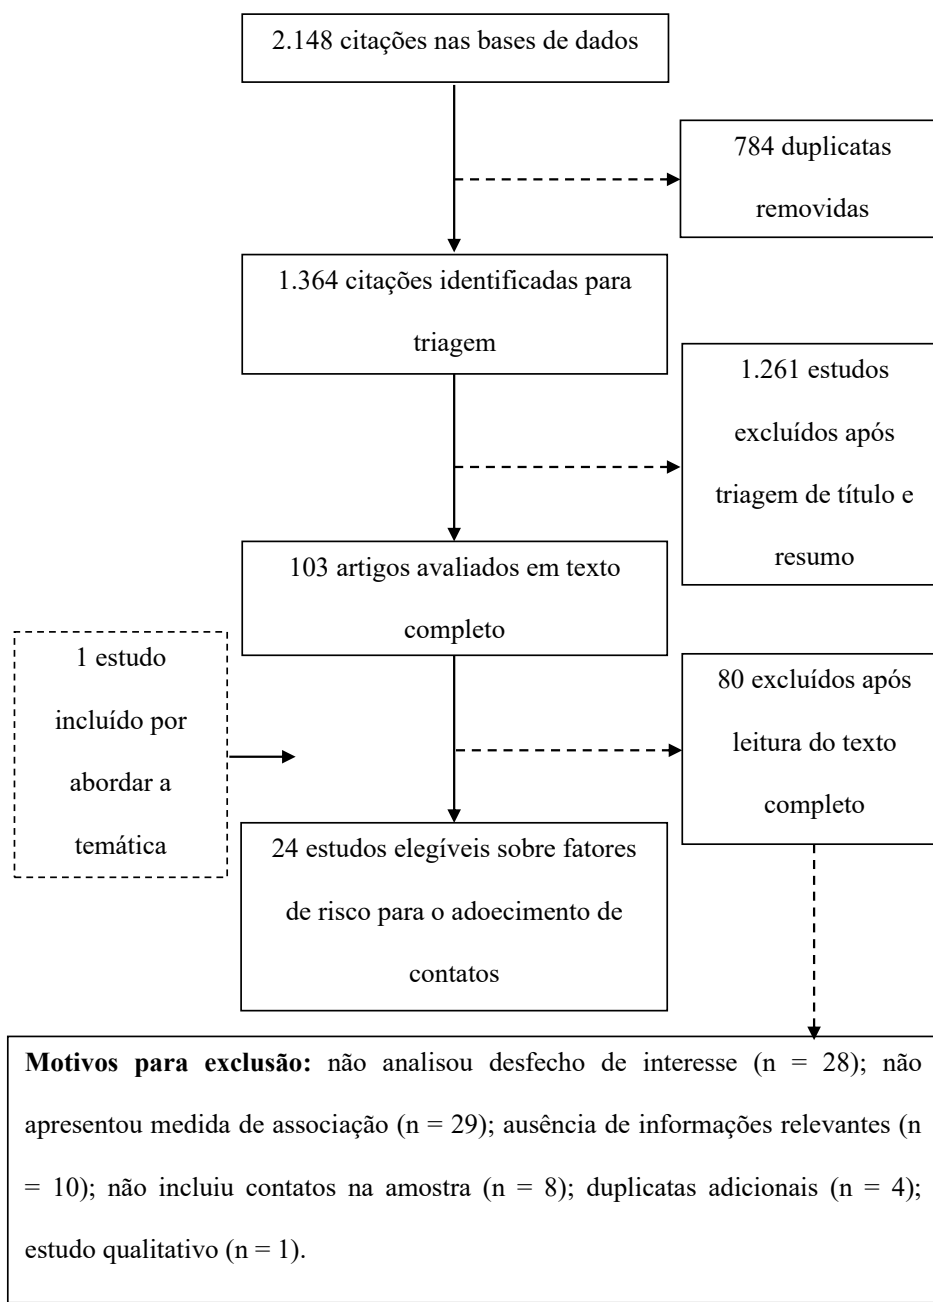 2.148 citações nas bases de dados
784 duplicatas
removidas
1.364 citações identificadas para
triagem
1.261 estudos
excluídos após
triagem de título e
resumo
103 artigos avaliados em texto
completo
1 estudo
incluído por
abordar a
temática
80 excluídos após
leitura do texto
completo
24 estudos elegíveis sobre fatores
de risco para o adoecimento de
contatos
Motivos para exclusão: não analisou desfecho de interesse (n = 28); não
apresentou medida de associação (n = 29); ausência de informações relevantes (n
= 10); não incluiu contatos na amostra (n = 8); duplicatas adicionais (n = 4);
estudo qualitativo (n = 1).